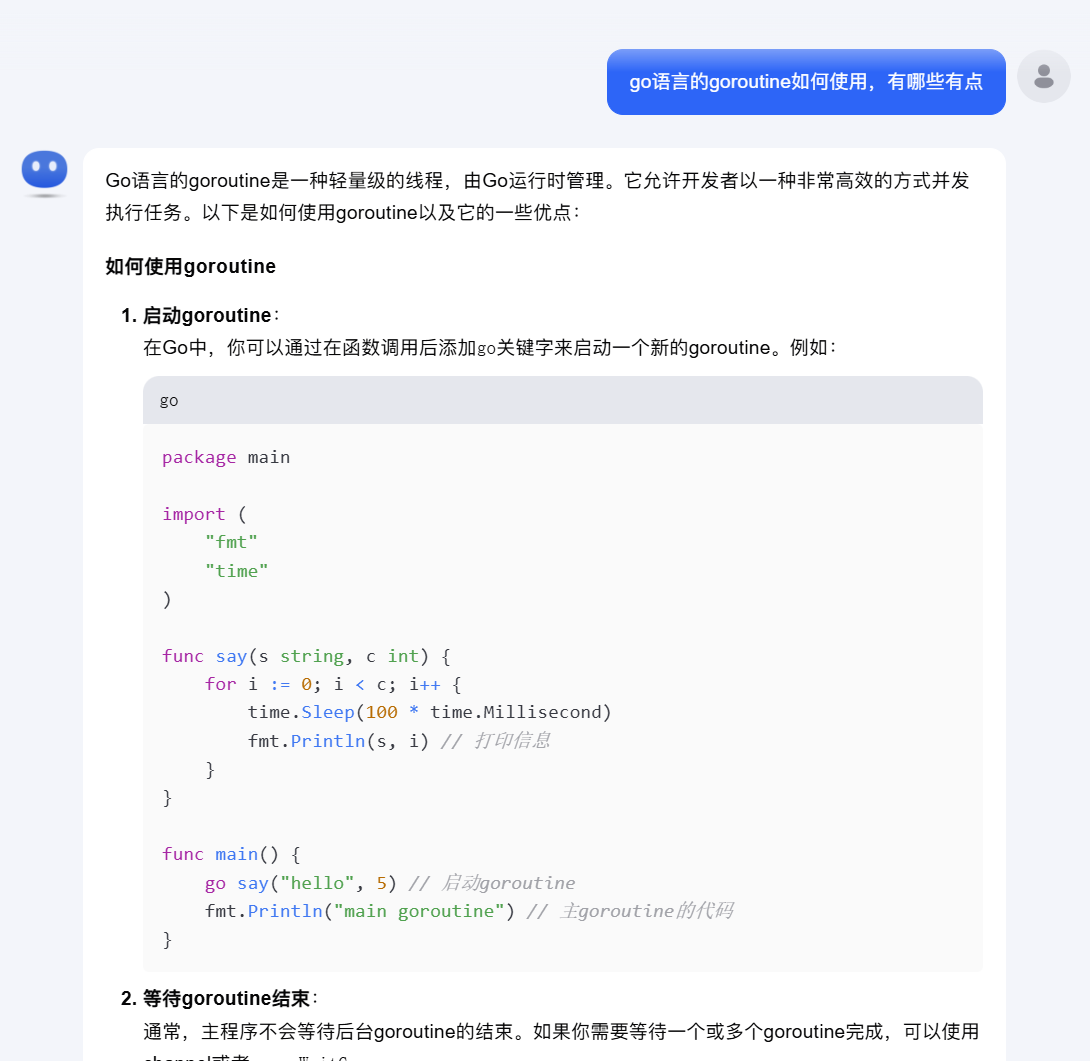 go语言的goroutine如何使用，有哪些有点
Go语言的goroutine是一种轻量级的线程，由Go运行时管理。它允许开发者以一种非常高效的方式并发
执行任务。以下是如何使用goroutine以及它的一些优点：
如何使用goroutine
1. 启动goroutine：
在Go中，你可以通过在函数调用后添加go关键字来启动一个新的goroutine。例如：
go
package main
import (
"fmt"
"time"
)
func say(s string, c int) {
for i := 0; i < c; i++ {
time.Sleep(100 * time.Millisecond)
fmt.Println(s, i) // 打印信息
}
}
func main() {
go say("hello", 5) // 启动goroutine
fmt.Println("main goroutine") // 主goroutine的代码
}
2. 等待goroutine结束：
通常，主程序不会等待后台goroutine的结束。如果你需要等待一个或多个goroutine完成，可以使用
channel或者